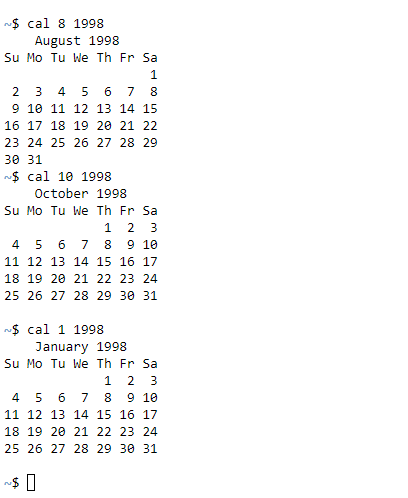 ~$ cal 8 1998
    August 1998
Su Mo Tu We Th Fr Sa
                   1
 2  3  4  5  6  7  8
 9 10 11 12 13 14 15
16 17 18 19 20 21 22
23 24 25 26 27 28 29
30 31
~$ cal 10 1998
    October 1998
Su Mo Tu We Th Fr Sa
             1  2  3
 4  5  6  7  8  9 10
11 12 13 14 15 16 17
18 19 20 21 22 23 24
25 26 27 28 29 30 31

~$ cal 1 1998
    January 1998
Su Mo Tu We Th Fr Sa
             1  2  3
 4  5  6  7  8  9 10
11 12 13 14 15 16 17
18 19 20 21 22 23 24
25 26 27 28 29 30 31

~$